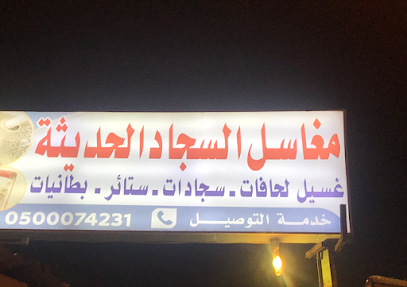 مغاسل السجاد الحديثة
غسيل لحافات - سجادات - ستائر - بطانيات
خدمة التوصيل 0500074231